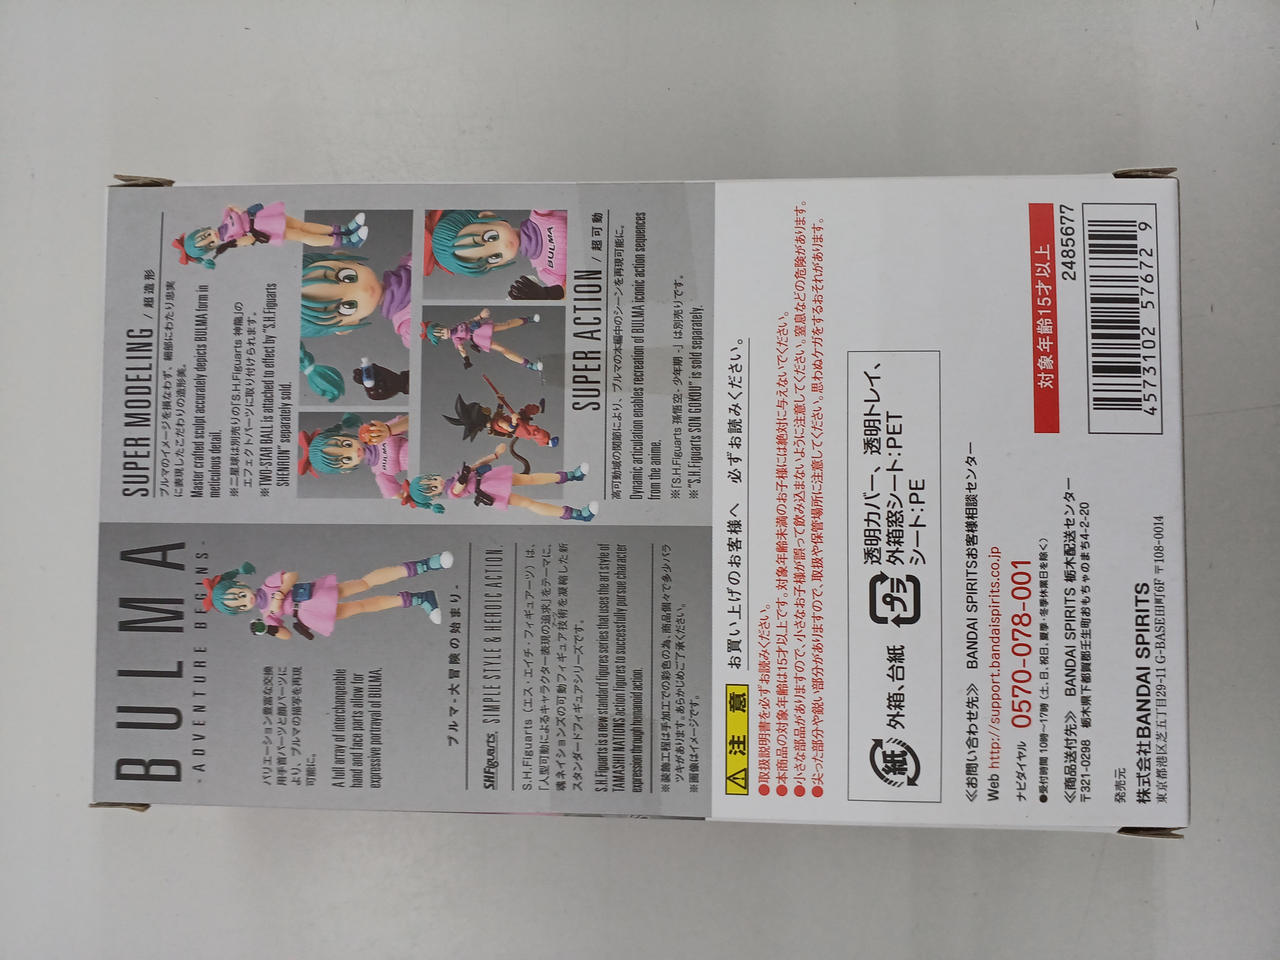 BULMA
-ADVENTURE BEGINS-
バリエーション豊富な交換
用手首パーツと顔パーツに
より、ブルマの描写を再現
可能に。
A full array of interchangeable
hand and face parts allow for
expressive portrayal of BULMA.
ブルマ-大冒険の始まり-
S.H.Figuarts. SIMPLE STYLE & HEROIC ACTION.
S.H.Figuarts（エス・エイチ・フィギュアーツ）は、
「人型可動によるキャラクター表現の追求」をテーマに、
魂ネイションズの可動フィギュア技術を凝縮した新
スタンダードフィギュアシリーズです。
S.H.Figuarts is a new standard figures series that uses the art style of
TAMASHII NATIONS action figures to successfully pursue character
expression through humanoid action.
※装飾工程は手加工での彩色の為、商品個々で多少バラ
ツキがあります。あらかじめご了承ください。
※画像はイメージです。
SUPER MODELING / 超造形
ブルマのイメージを損なわず、細部にわたり忠実
に表現したこだわりの造形美。
Master crafted sculpt accurately depicts BULMA form in
meticulous detail.
※二星球は別売りの「S.H.Figuarts 神龍」の
エフェクトパーツに取り付けられます。
※TWO-STAR BALL is attached to effect by "S.H.Figuarts
SHENRON" separately sold.
BULMA
BULMA
SUPER ACTION / 超可動
高可動域の関節により、ブルマの本編中のシーンを再現可能に。
Dynamic articulation enables recreation of BULMA iconic action sequences
from the anime.
※「S.H.Figuarts 孫悟空-少年期-」は別売りです。
※"S.H.Figuarts SON GOKOU" is sold separately.
注意 お買い上げのお客様へ 必ずお読みください。
●取扱説明書を必ずお読みください。
●本商品の対象年齢は15才以上です。対象年齢未満のお子様には絶対に与えないでください。
●小さな部品がありますので、小さなお子様が誤って飲み込まないように注意してください。窒息などの危険があります。
●尖った部分や鋭い部分がありますので、取扱や保管場所に注意してください。思わぬケガをするおそれがあります。
紙 外箱、台紙
プラ 透明カバー、透明トレイ、
外箱窓シート:PET
シート:PE
≪お問い合わせ先≫ BANDAI SPIRITSお客様相談センター
Web http://support.bandaispirits.co.jp
ナビダイヤル 0570-078-001
●受付時間 10時～17時（土、日、祝日、夏季・冬季休業日を除く）
≪商品送付先≫ BANDAI SPIRITS 栃木配送センター
〒321-0298 栃木県下都賀郡壬生町おもちゃのまち4-2-20
発売元
株式会社BANDAI SPIRITS
東京都港区芝五丁目29-11 G-BASE田町6F 〒108-0014
対象年齢15才以上
2485677
4573102 57672 9